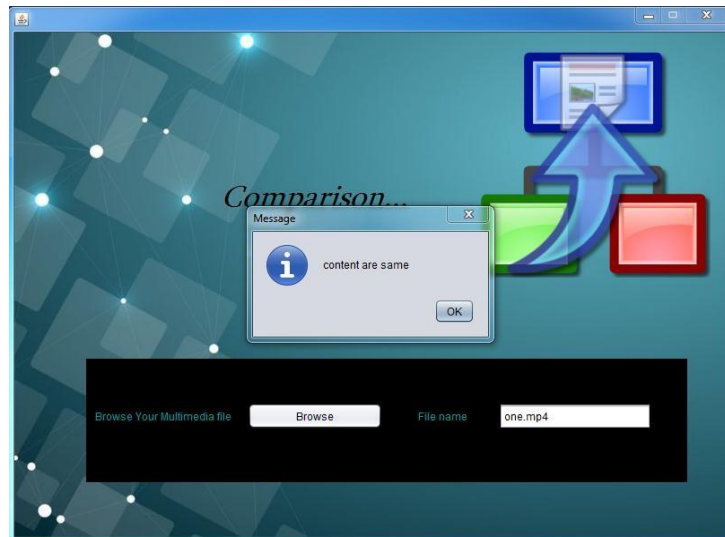 Comparison...
Message
content are same
OK
Browse Your Multimedia file
Browse
File name
one.mp4